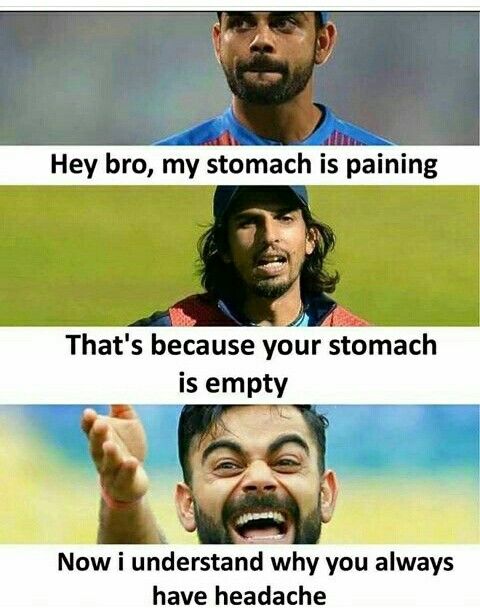 Hey bro, my stomach is paining
That's because your stomach
is empty
Now i understand why you always
have headache